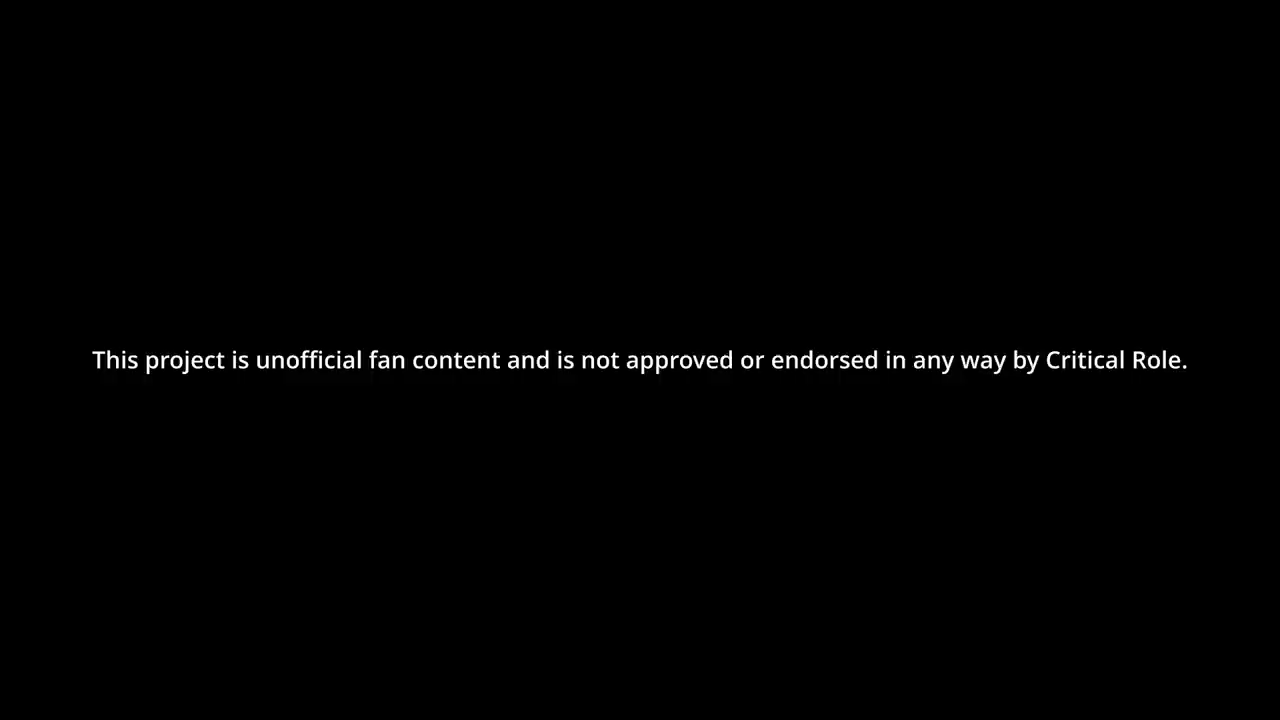 This project is unofficial fan content and is not approved or endorsed in any way by Critical Role.